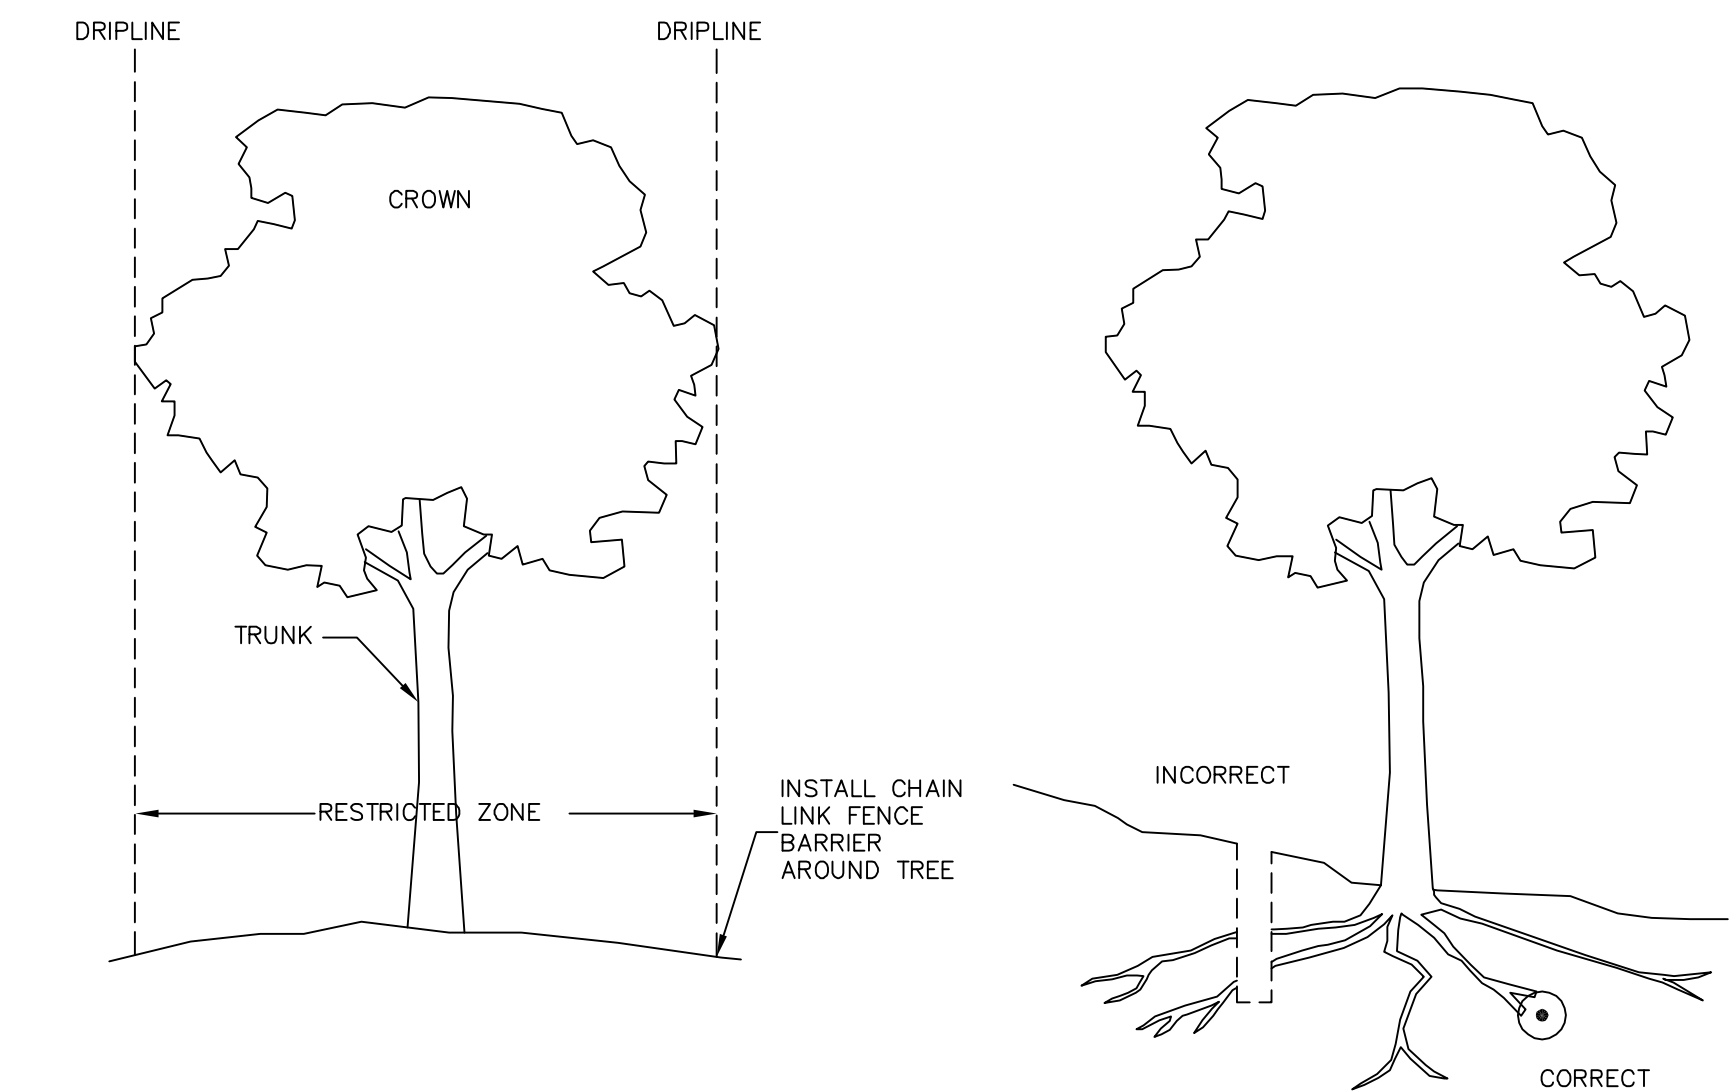 DRIPLINE
DRIPLINE
CROWN
TRUNK
RESTRICTED ZONE
INSTALL CHAIN
LINK FENCE
BARRIER
AROUND TREE
INCORRECT
CORRECT